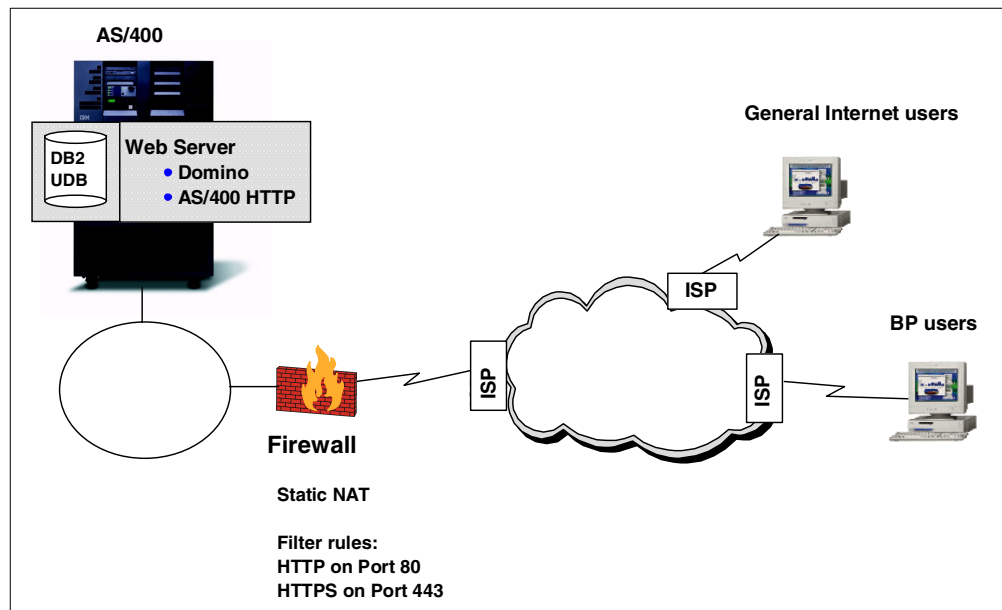 AS/400
IBM
DB2
UDB
Web Server
• Domino
• AS/400 HTTP
General Internet users
ISP
BP users
ISP
ISP
Firewall
Static NAT
Filter rules:
HTTP on Port 80
HTTPS on Port 443